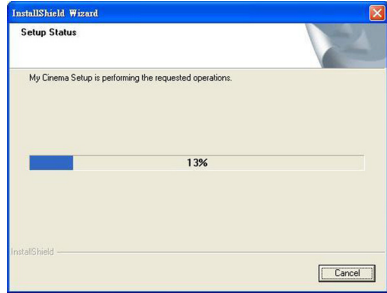 InstallShield Wizard
Setup Status
My Cinema Setup is performing the requested operations.
13%
InstallShield
Cancel